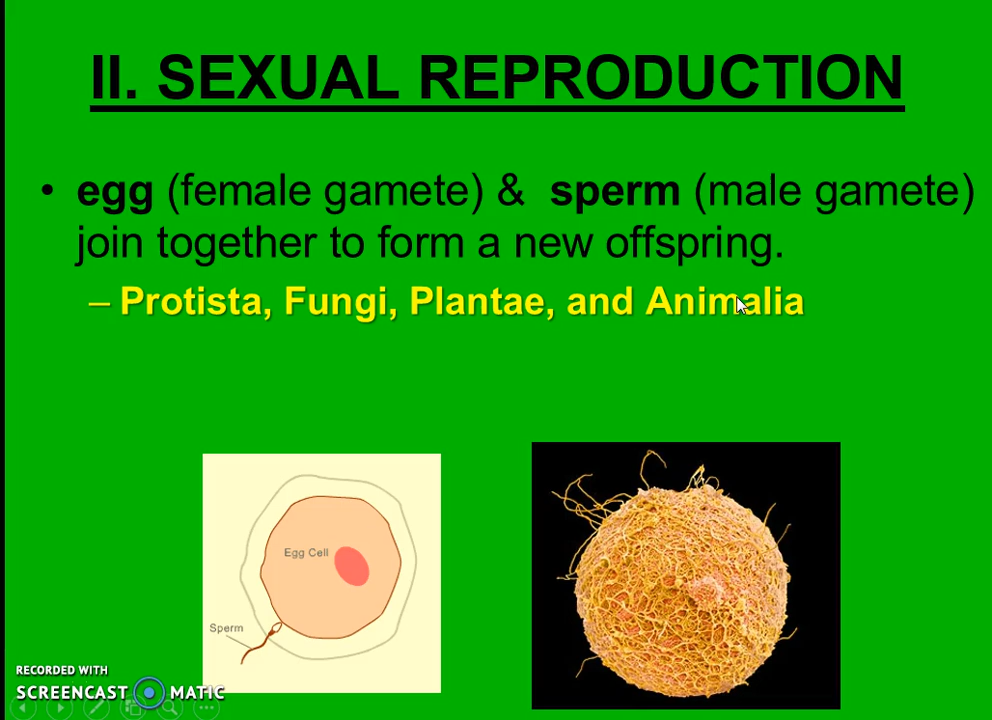 II. SEXUAL REPRODUCTION
• egg (female gamete) & sperm (male gamete)
join together to form a new offspring.
– Protista, Fungi, Plantae, and Animalia
Egg Cell
Sperm
RECORDED WITH
SCREENCAST MATIC